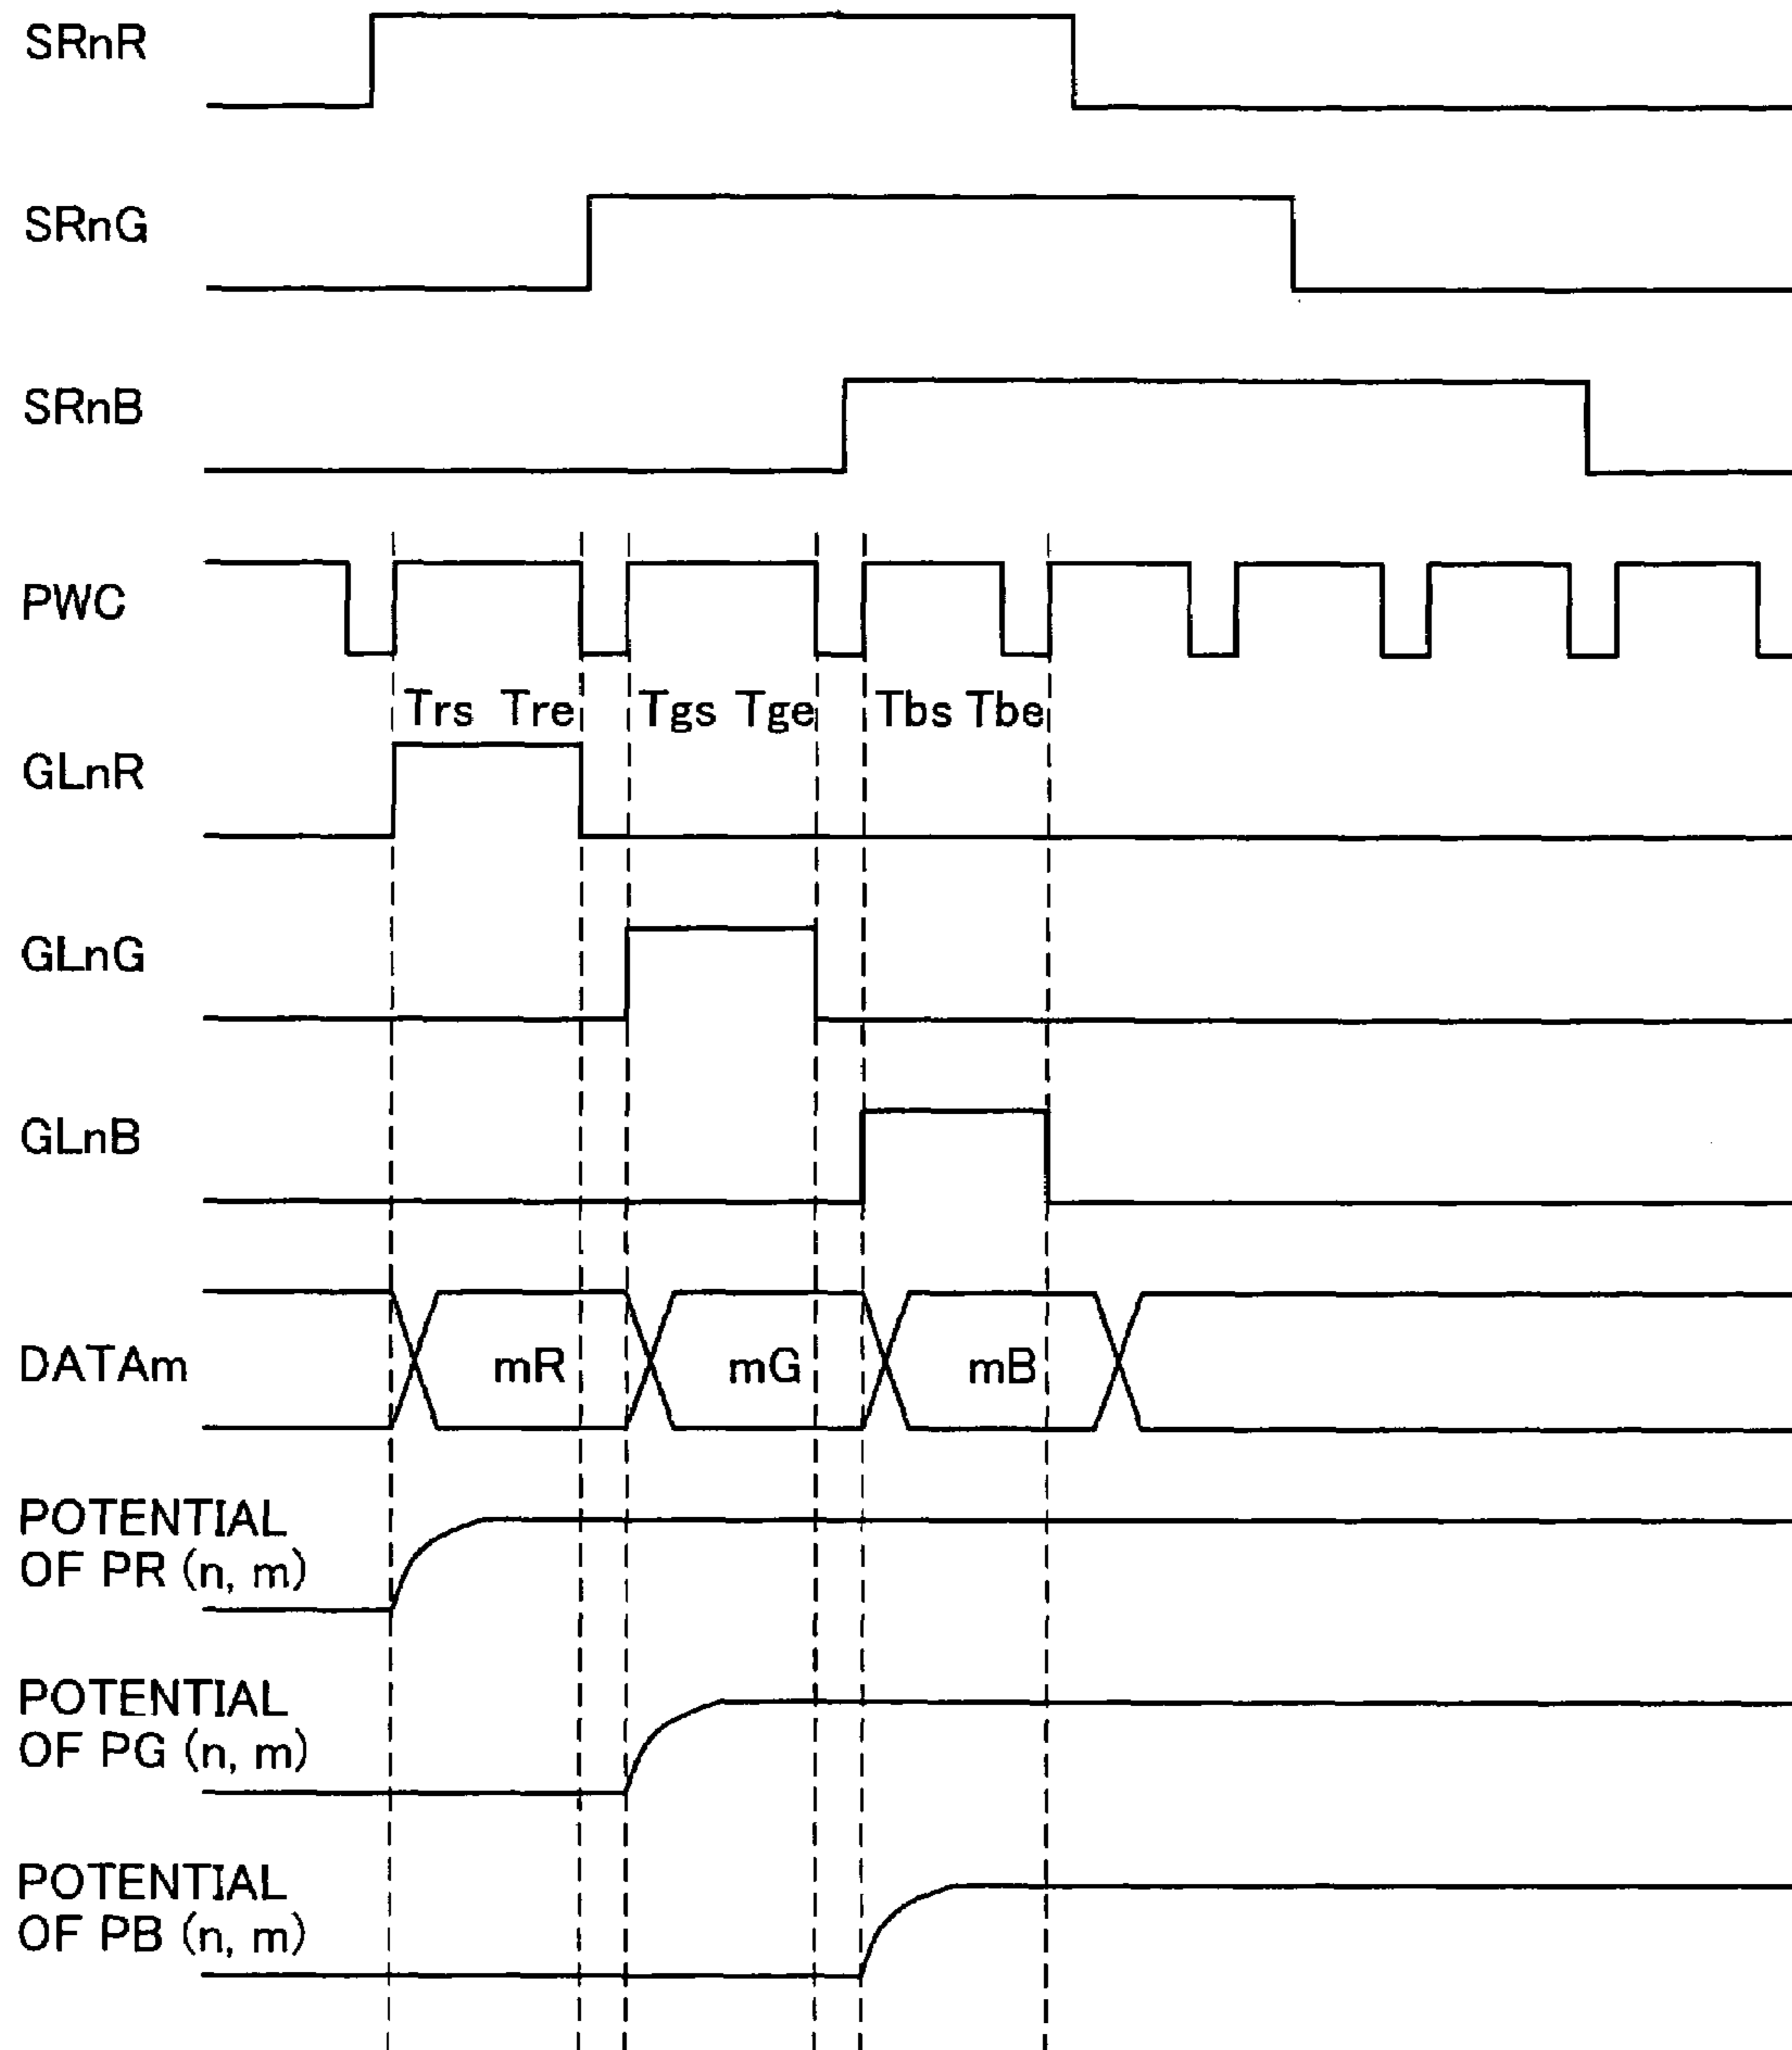 SRnR
SRnG
SRnB
PWC
Trs Tre Tgs Tge Tbs Tbe
GLnR
GLnG
GLnB
DATAm mR mG mB
POTENTIAL
OF PR (n, m)
POTENTIAL
OF PG (n, m)
POTENTIAL
OF PB (n, m)